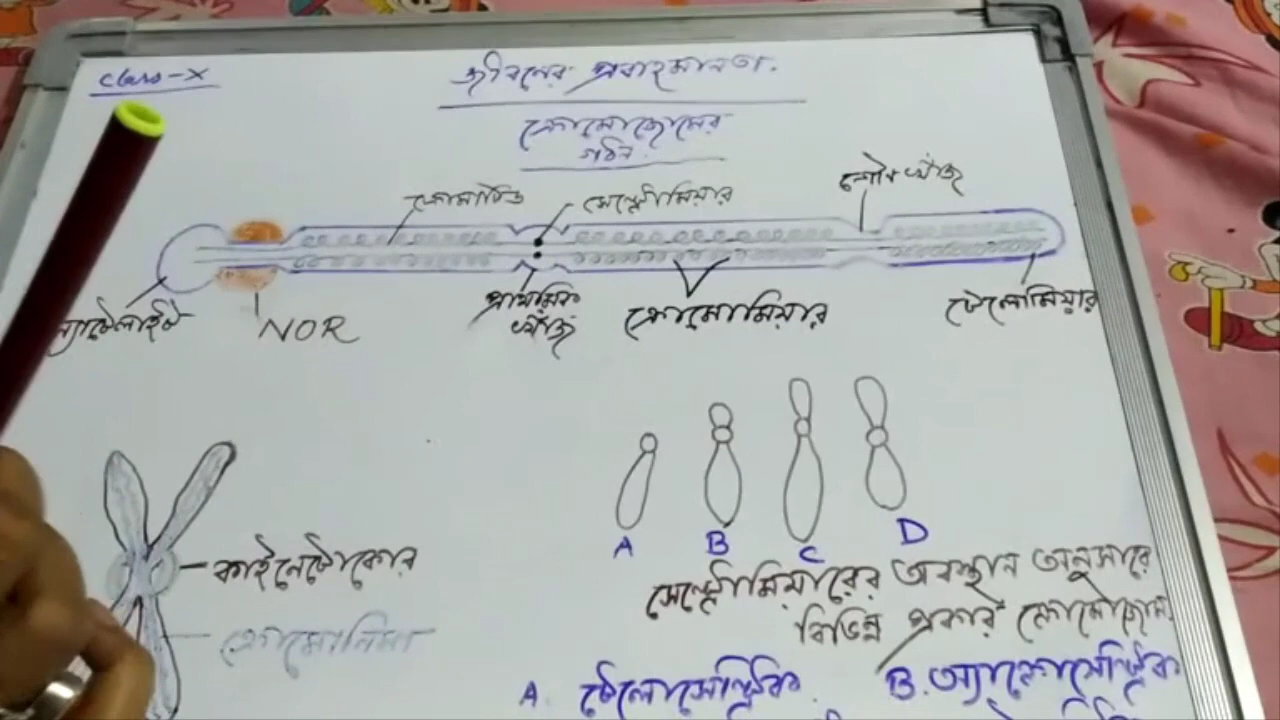 Class-X
জীবনের প্রবাহমানতা.
ক্রোমোজোমের
গঠন.
ক্রোমাটিড
সেন্ট্রোমিয়ার
গৌণ খাঁজ
স্যাটেলাইট
NOR
প্রাথমিক
খাঁজ
ক্রোমোমিয়ার
টেলোমিয়ার
কাইনেটোকোর
ক্রোমোনিমা
A
B
C
D
সেন্ট্রোমিয়ারের অবস্থান অনুসারে
বিভিন্ন প্রকার ক্রোমোজোম
A. টেলোসেন্ট্রিক. B. অ্যাক্রোসেন্ট্রিক